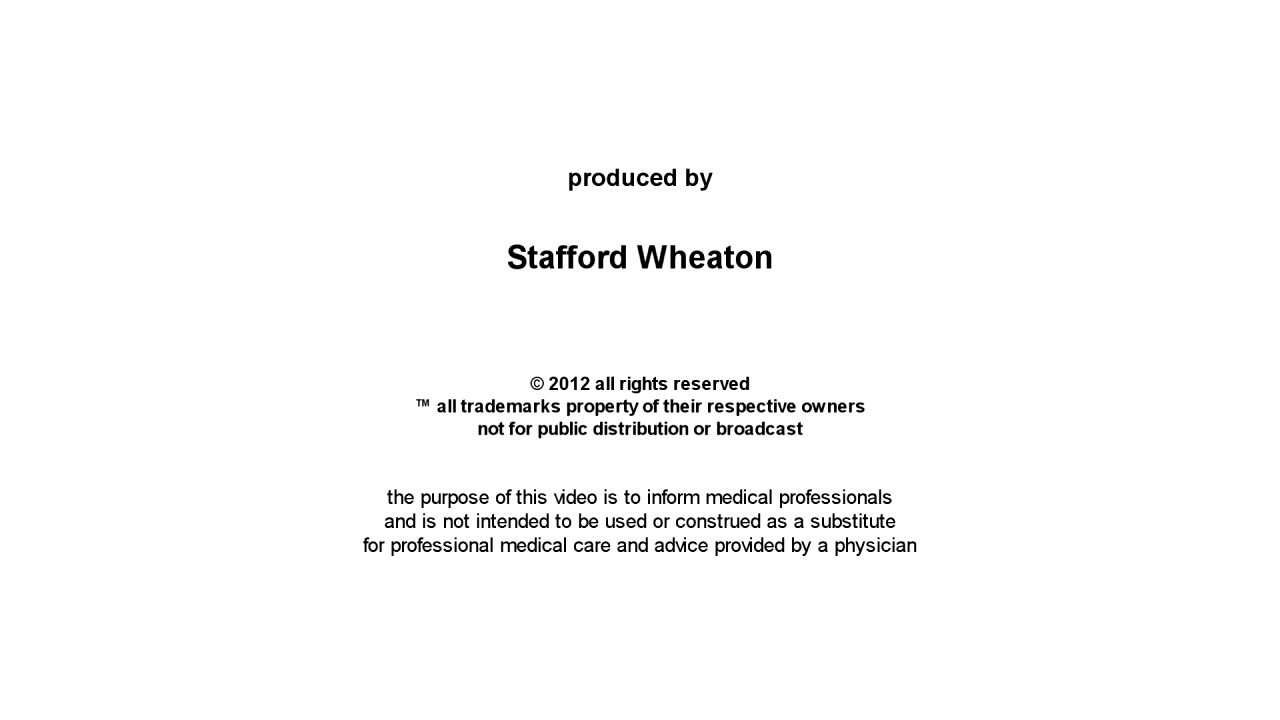 produced by
Stafford Wheaton
© 2012 all rights reserved
™ all trademarks property of their respective owners
not for public distribution or broadcast
the purpose of this video is to inform medical professionals
and is not intended to be used or construed as a substitute
for professional medical care and advice provided by a physician